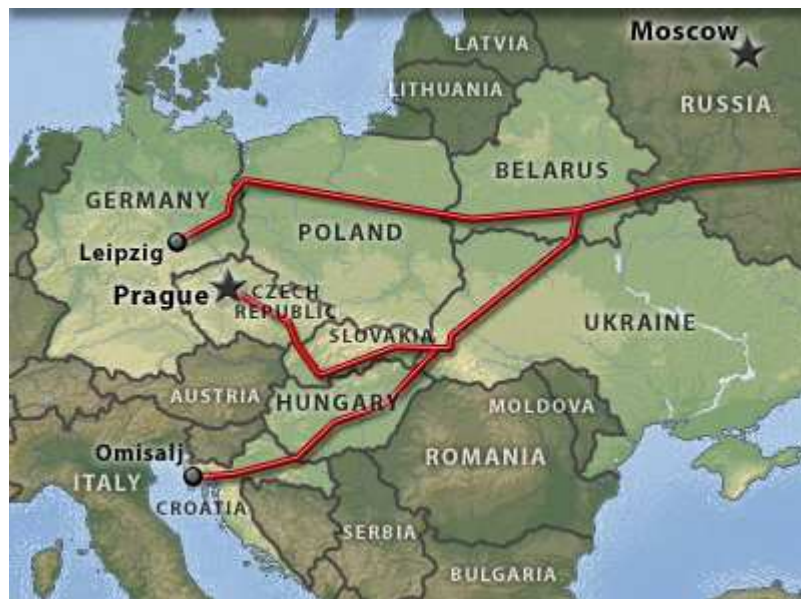 Moscow
LATVIA
LITHUANIA
RUSSIA
BELARUS
GERMANY
POLAND
Leipzig
Prague
CZECH
REPUBLIC
UKRAINE
SLOVAKIA
AUSTRIA
HUNGARY
MOLDOVA
Omisalj
ROMANIA
ITALY
CROATIA
SERBIA
BULGARIA